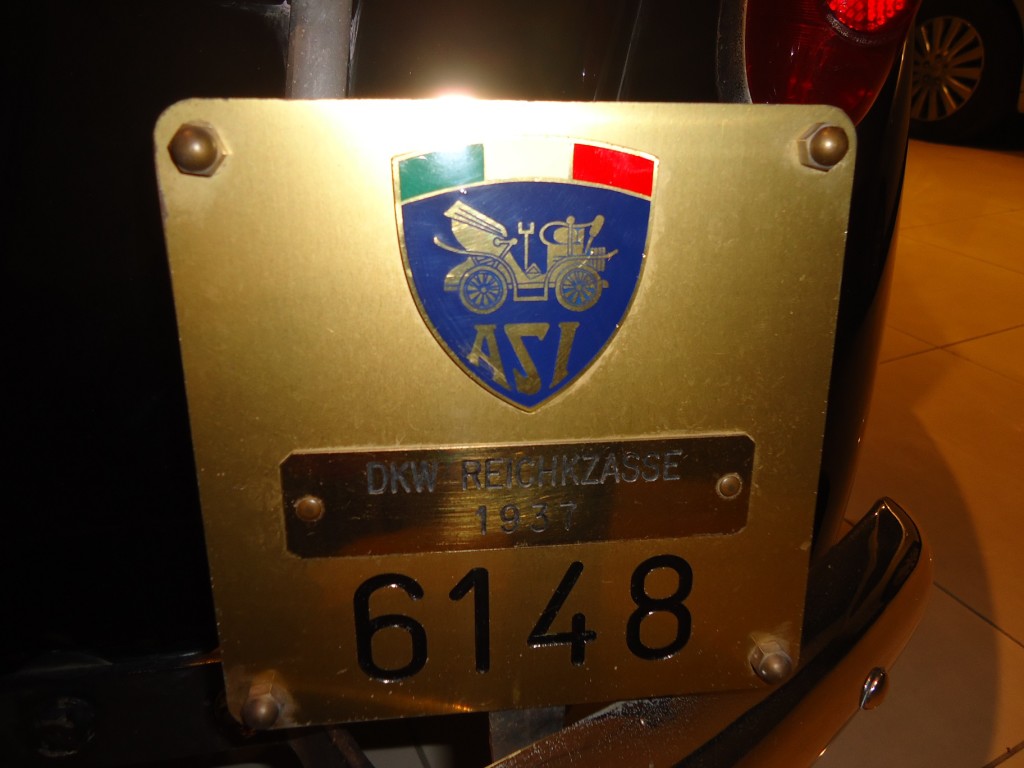 ASI
DKW REICHKZASSE
1937
6148